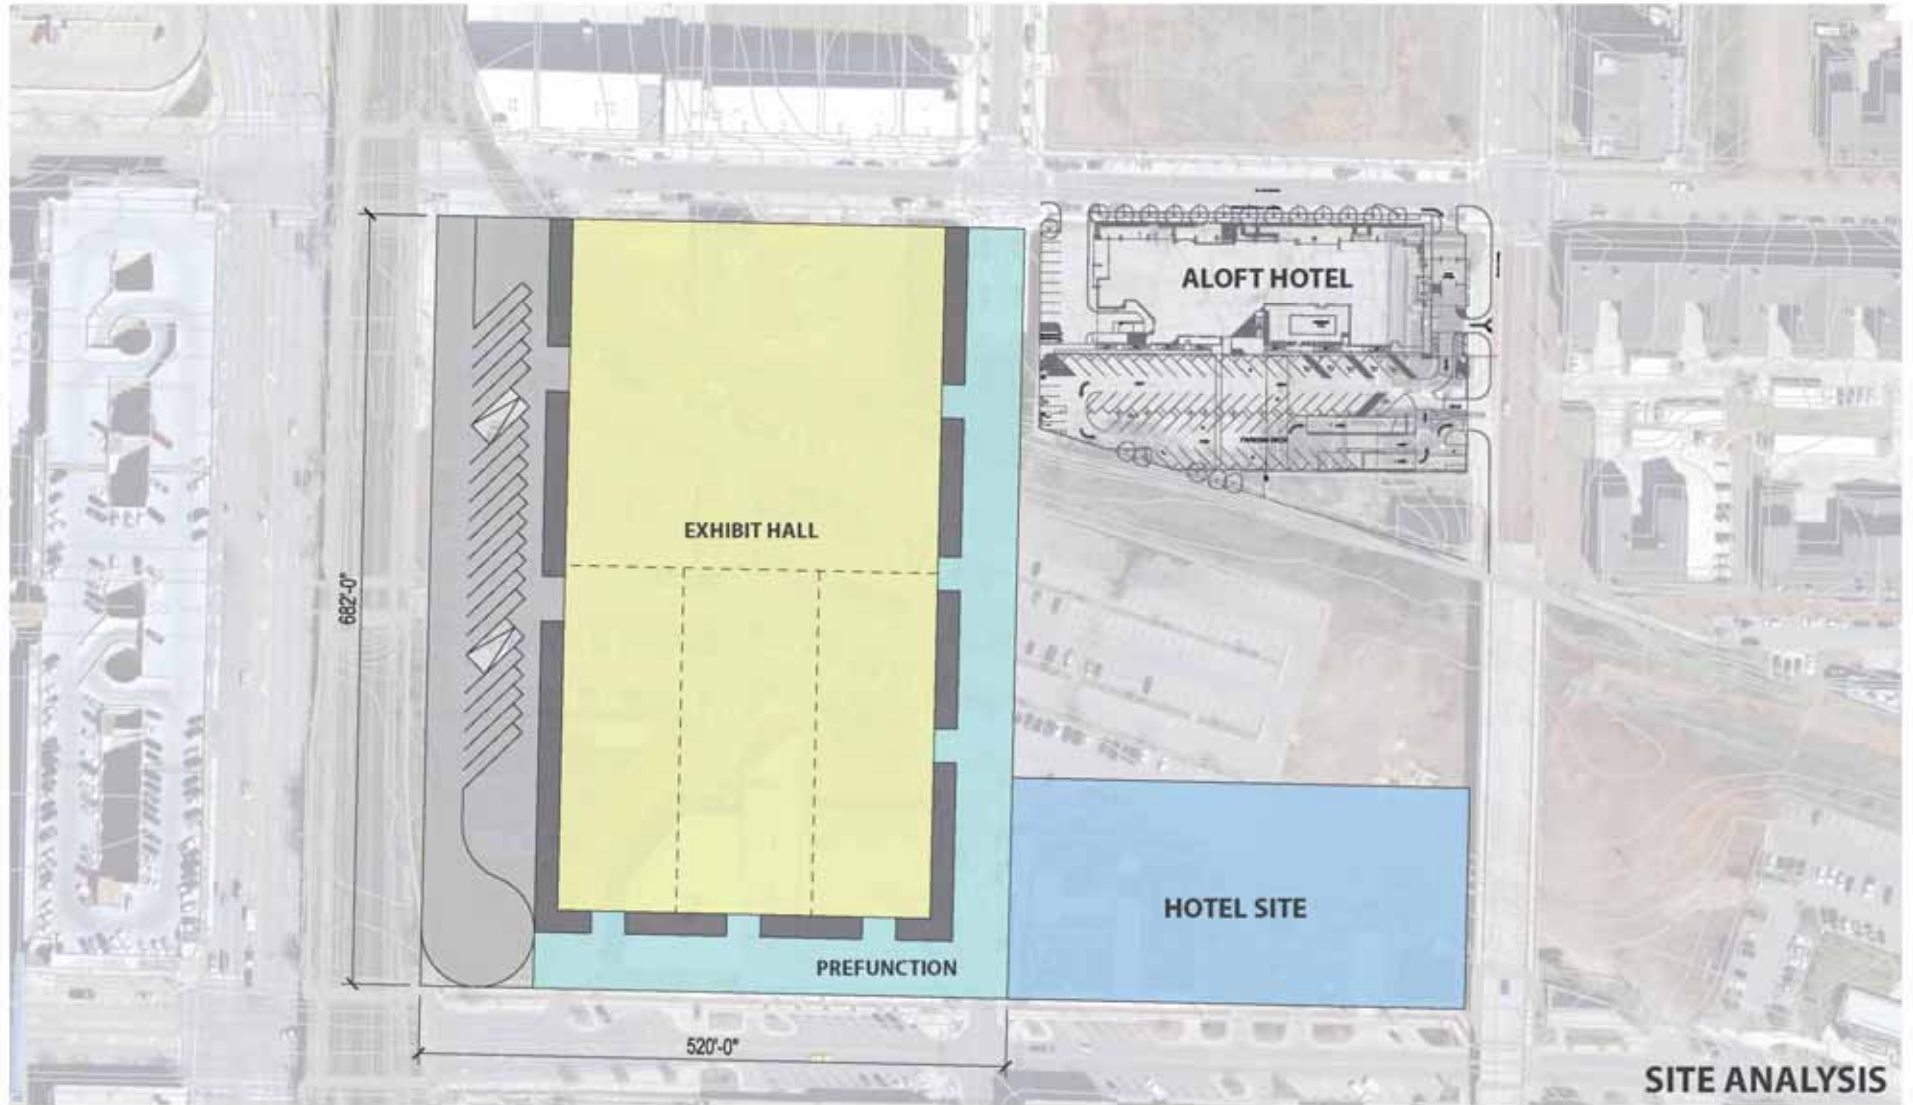 ALOFT HOTEL
EXHIBIT HALL
682'-0"
HOTEL SITE
PREFUNCTION
520'-0"
SITE ANALYSIS